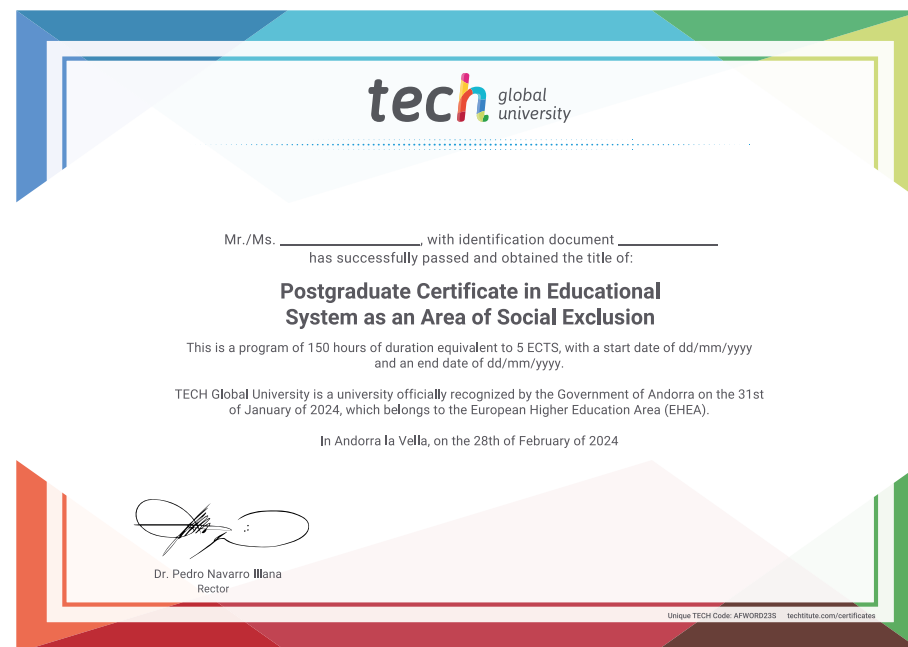 tech global university
Mr./Ms. ____________________, with identification document ______________
has successfully passed and obtained the title of:
Postgraduate Certificate in Educational
System as an Area of Social Exclusion
This is a program of 150 hours of duration equivalent to 5 ECTS, with a start date of dd/mm/yyyy
and an end date of dd/mm/yyyy.
TECH Global University is a university officially recognized by the Government of Andorra on the 31st
of January of 2024, which belongs to the European Higher Education Area (EHEA).
In Andorra la Vella, on the 28th of February of 2024
Dr. Pedro Navarro Illana
Rector
Unique TECH Code: AFWORD23S techtitute.com/certificates